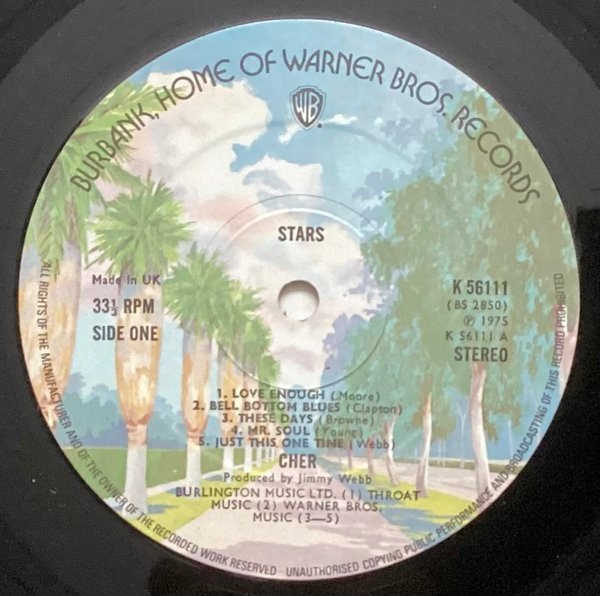 BURBANK, HOME OF WARNER BROS. RECORDS
WB
STARS
Made in UK
33⅓ RPM
SIDE ONE
K 56111
(BS 2850)
℗ 1975
K 56111 A
STEREO
1. LOVE ENOUGH (Moore)
2. BELL BOTTOM BLUES (Clapton)
3. THESE DAYS (Browne)
4. MR. SOUL (Young)
5. JUST THIS ONE TIME (Webb)
CHER
Produced by Jimmy Webb
BURLINGTON MUSIC LTD. (1) THROAT
MUSIC (2) WARNER BROS.
MUSIC (3—5)
ALL RIGHTS OF THE MANUFACTURER AND OF THE OWNER OF THE RECORDED WORK RESERVED · UNAUTHORISED COPYING PUBLIC PERFORMANCE AND BROADCASTING OF THIS RECORD PROHIBITED